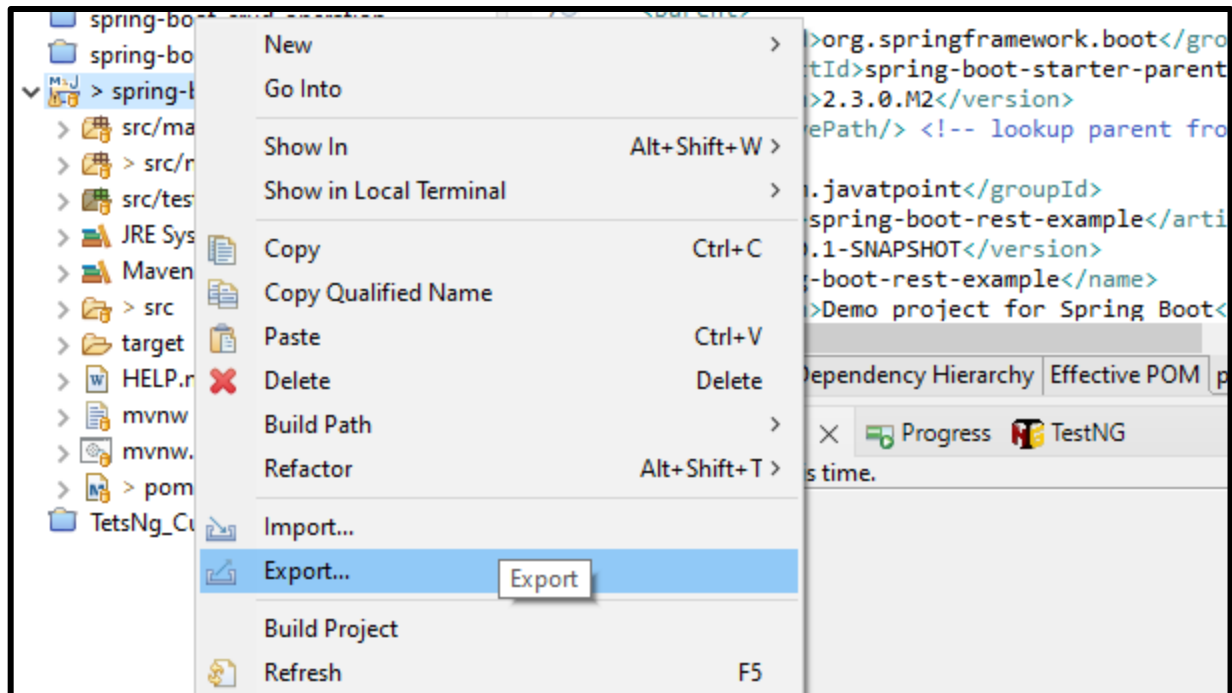 spring-boot_crud_operation
spring-bo
> spring-b
src/ma
> src/r
src/tes
JRE Sys
Maven
> src
target
HELP.r
mvnw
mvnw.
> pom
TetsNg_Cu
New
Go Into
Show In Alt+Shift+W >
Show in Local Terminal
Copy Ctrl+C
Copy Qualified Name
Paste Ctrl+V
Delete Delete
Build Path
Refactor Alt+Shift+T >
Import...
Export...
Export
Build Project
Refresh F5
<parent>
>org.springframework.boot</gro
tId>spring-boot-starter-parent
>2.3.0.M2</version>
ePath/> <!-- lookup parent fro
.javatpoint</groupId>
spring-boot-rest-example</arti
.1-SNAPSHOT</version>
-boot-rest-example</name>
>Demo project for Spring Boot<
Dependency Hierarchy Effective POM p
Progress TestNG
s time.